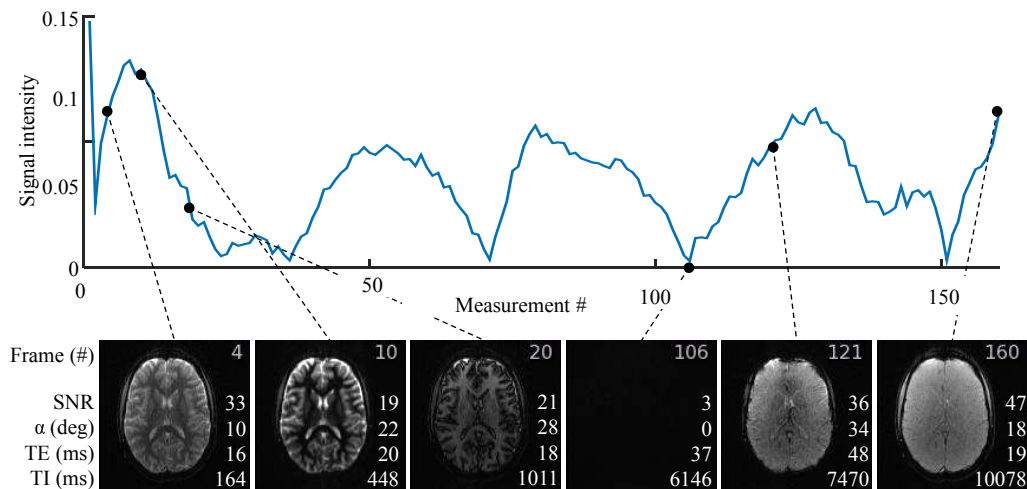 0.15
0.1
0.05
0
Signal intensity
0
50
100
150
Measurement #
Frame (#) 4 10 20 106 121 160
SNR 33 19 21 3 36 47
α (deg) 10 22 28 0 34 18
TE (ms) 16 20 18 37 48 19
TI (ms) 164 448 1011 6146 7470 10078